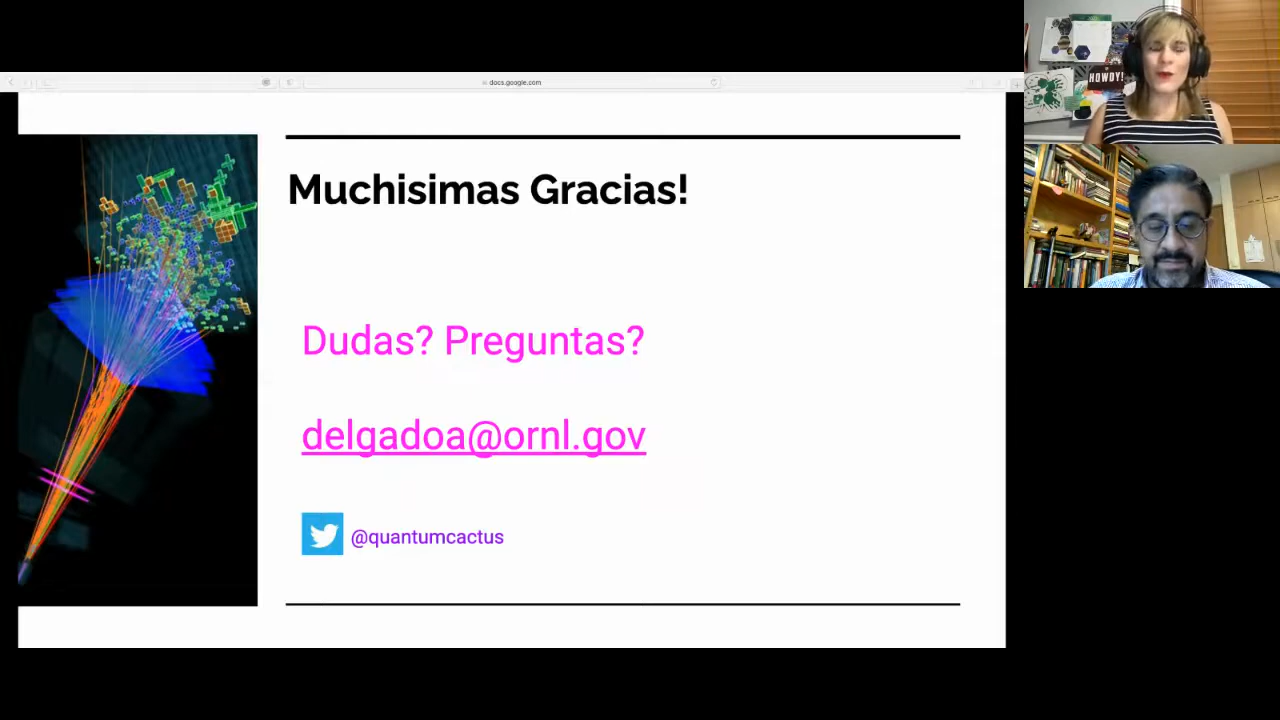 docs.google.com
HOWDY!
Muchisimas Gracias!
Dudas? Preguntas?
delgadoa@ornl.gov
@quantumcactus